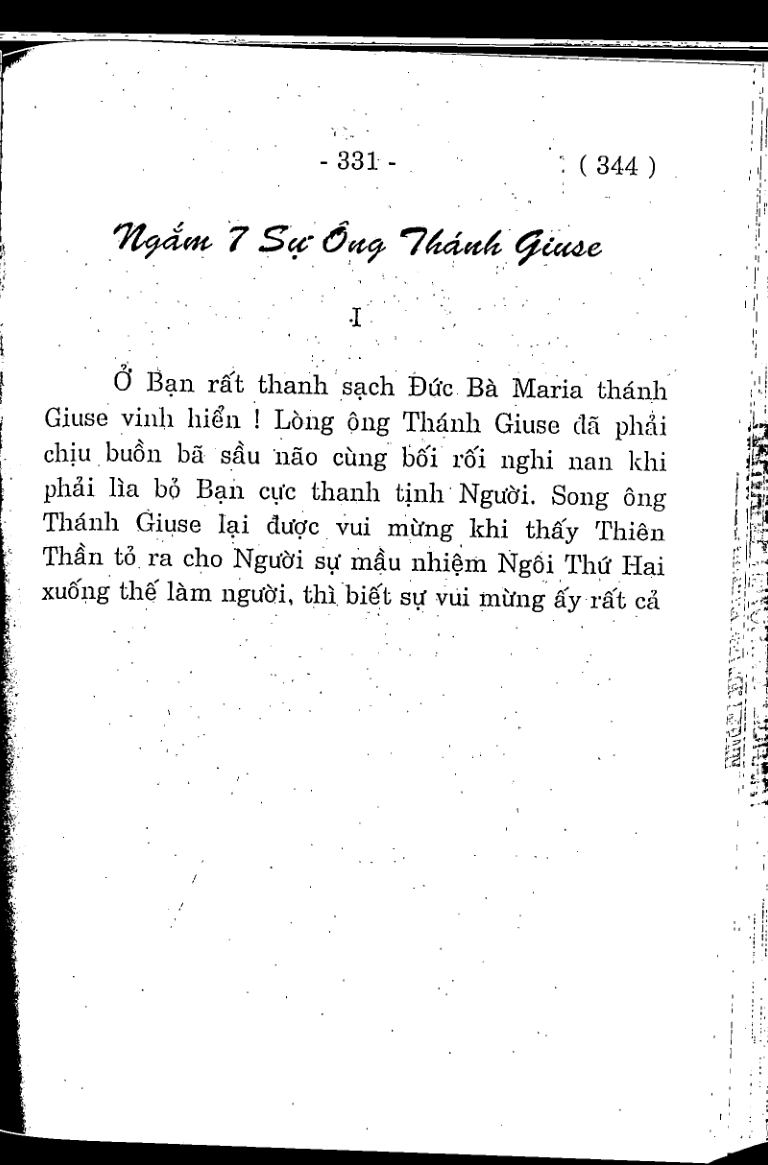 - 331 - ( 344 )
Ngắm 7 Sự Ông Thánh Giuse
I
Ở Bạn rất thanh sạch Đức Bà Maria thánh
Giuse vinh hiển ! Lòng ông Thánh Giuse đã phải
chịu buồn bã sầu não cùng bối rối nghi nan khi
phải lìa bỏ Bạn cực thanh tịnh Người. Song ông
Thánh Giuse lại được vui mừng khi thấy Thiên
Thần tỏ ra cho Người sự mầu nhiệm Ngôi Thứ Hai
xuống thế làm người, thì biết sự vui mừng ấy rất cả